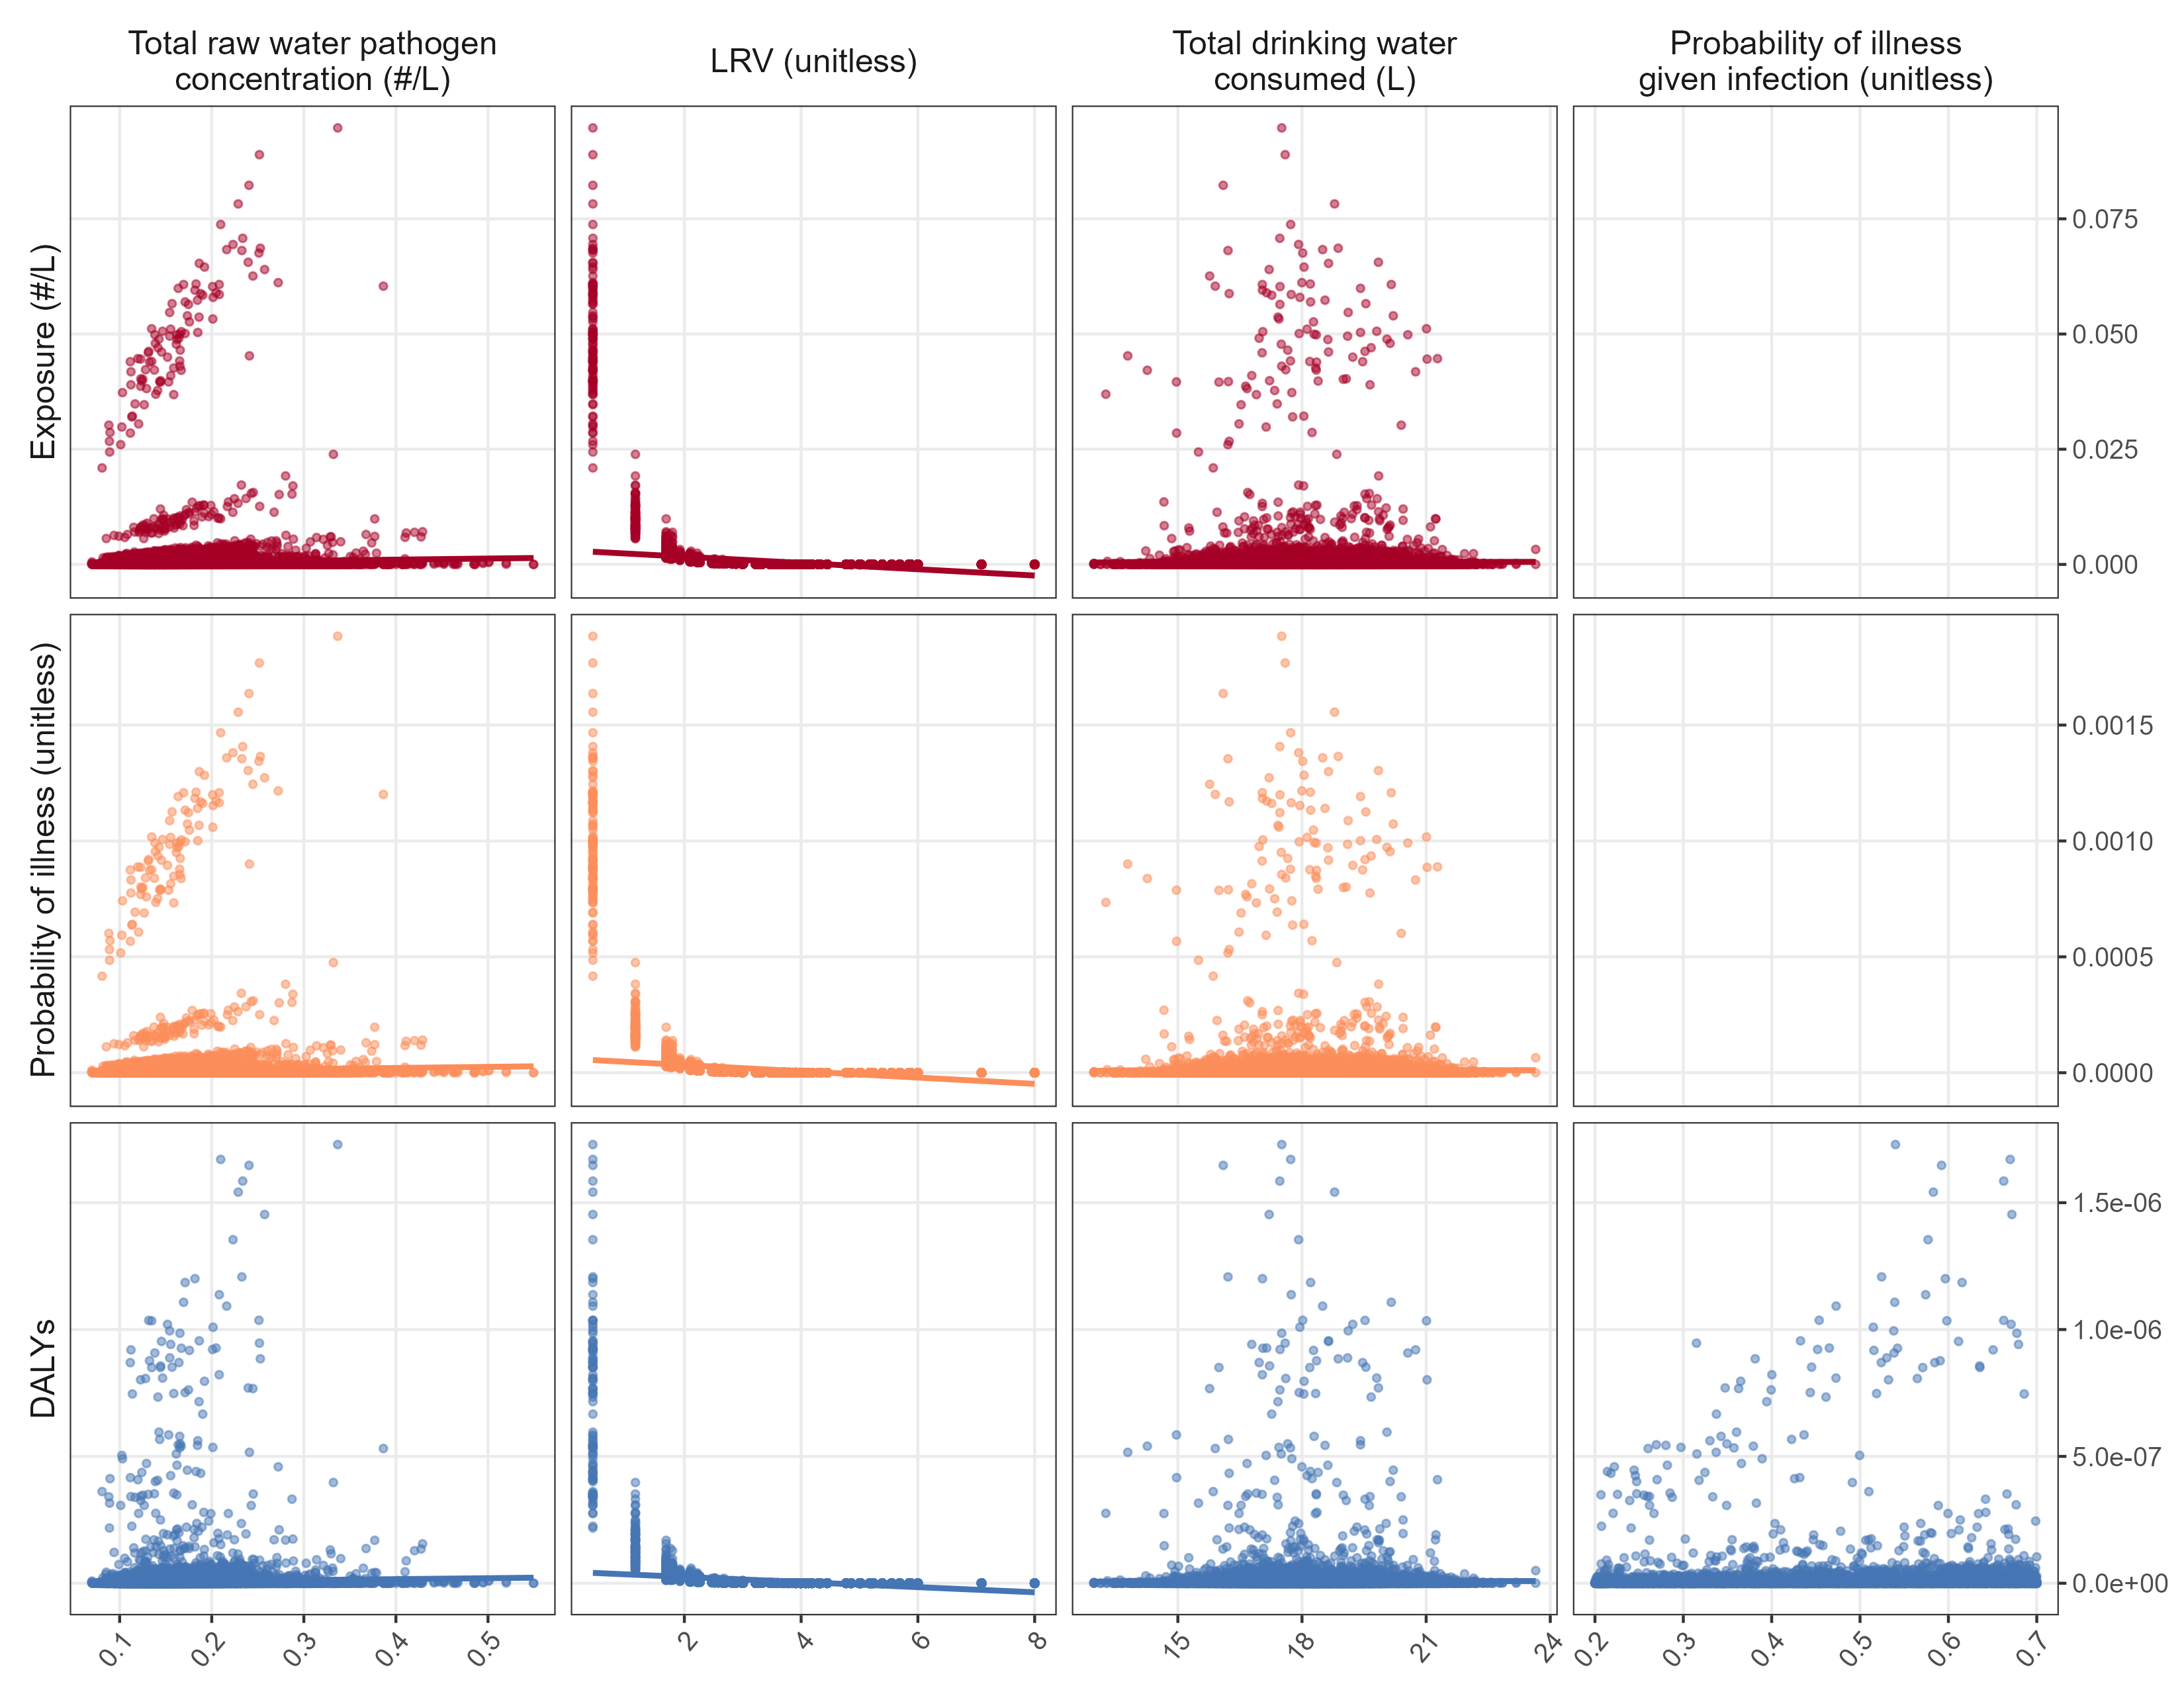 Total raw water pathogen
concentration (#/L)
LRV (unitless)
Total drinking water
consumed (L)
Probability of illness
given infection (unitless)
Exposure (#/L)
0.075
0.050
0.025
0.000
Probability of illness (unitless)
0.0015
0.0010
0.0005
0.0000
DALYs
1.5e-06
1.0e-06
5.0e-07
0.0e+00
0.1 0.2 0.3 0.4 0.5
2 4 6 8
15 18 21 24
0.2 0.3 0.4 0.5 0.6 0.7